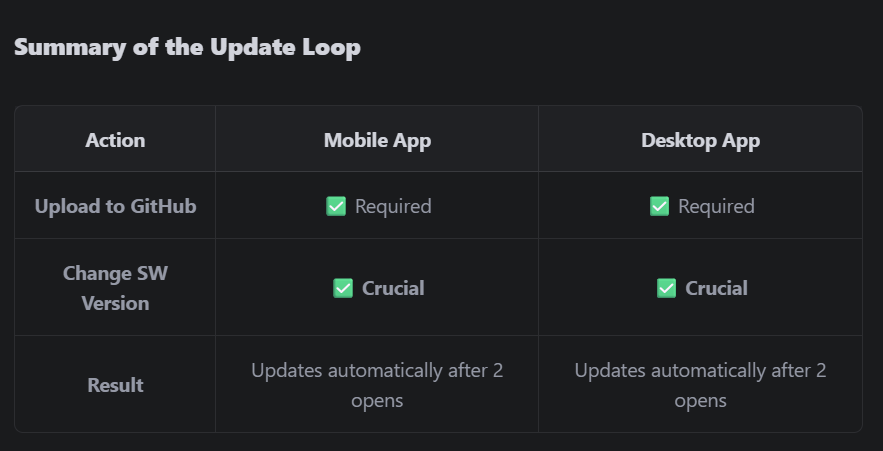 Summary of the Update Loop
Action Mobile App Desktop App
Upload to GitHub ✅ Required ✅ Required
Change SW
Version ✅ Crucial ✅ Crucial
Result Updates automatically after 2
opens Updates automatically after 2
opens